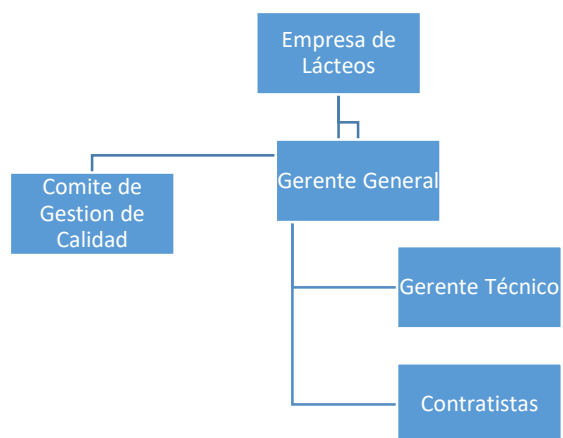 Empresa de
Lácteos
Gerente General
Comite de
Gestion de
Calidad
Gerente Técnico
Contratistas